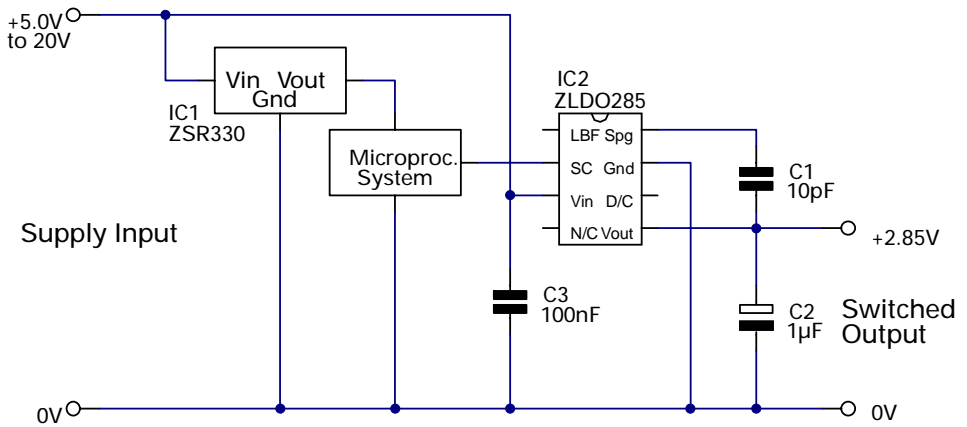 +5.0V
to 20V
Vin Vout
Gnd
IC1
ZSR330
Microproc.
System
IC2
ZLDO285
LBF Spg
SC Gnd
Vin D/C
N/C Vout
C1
10pF
+2.85V
Supply Input
C3
100nF
C2
1µF
Switched
Output
0V
0V